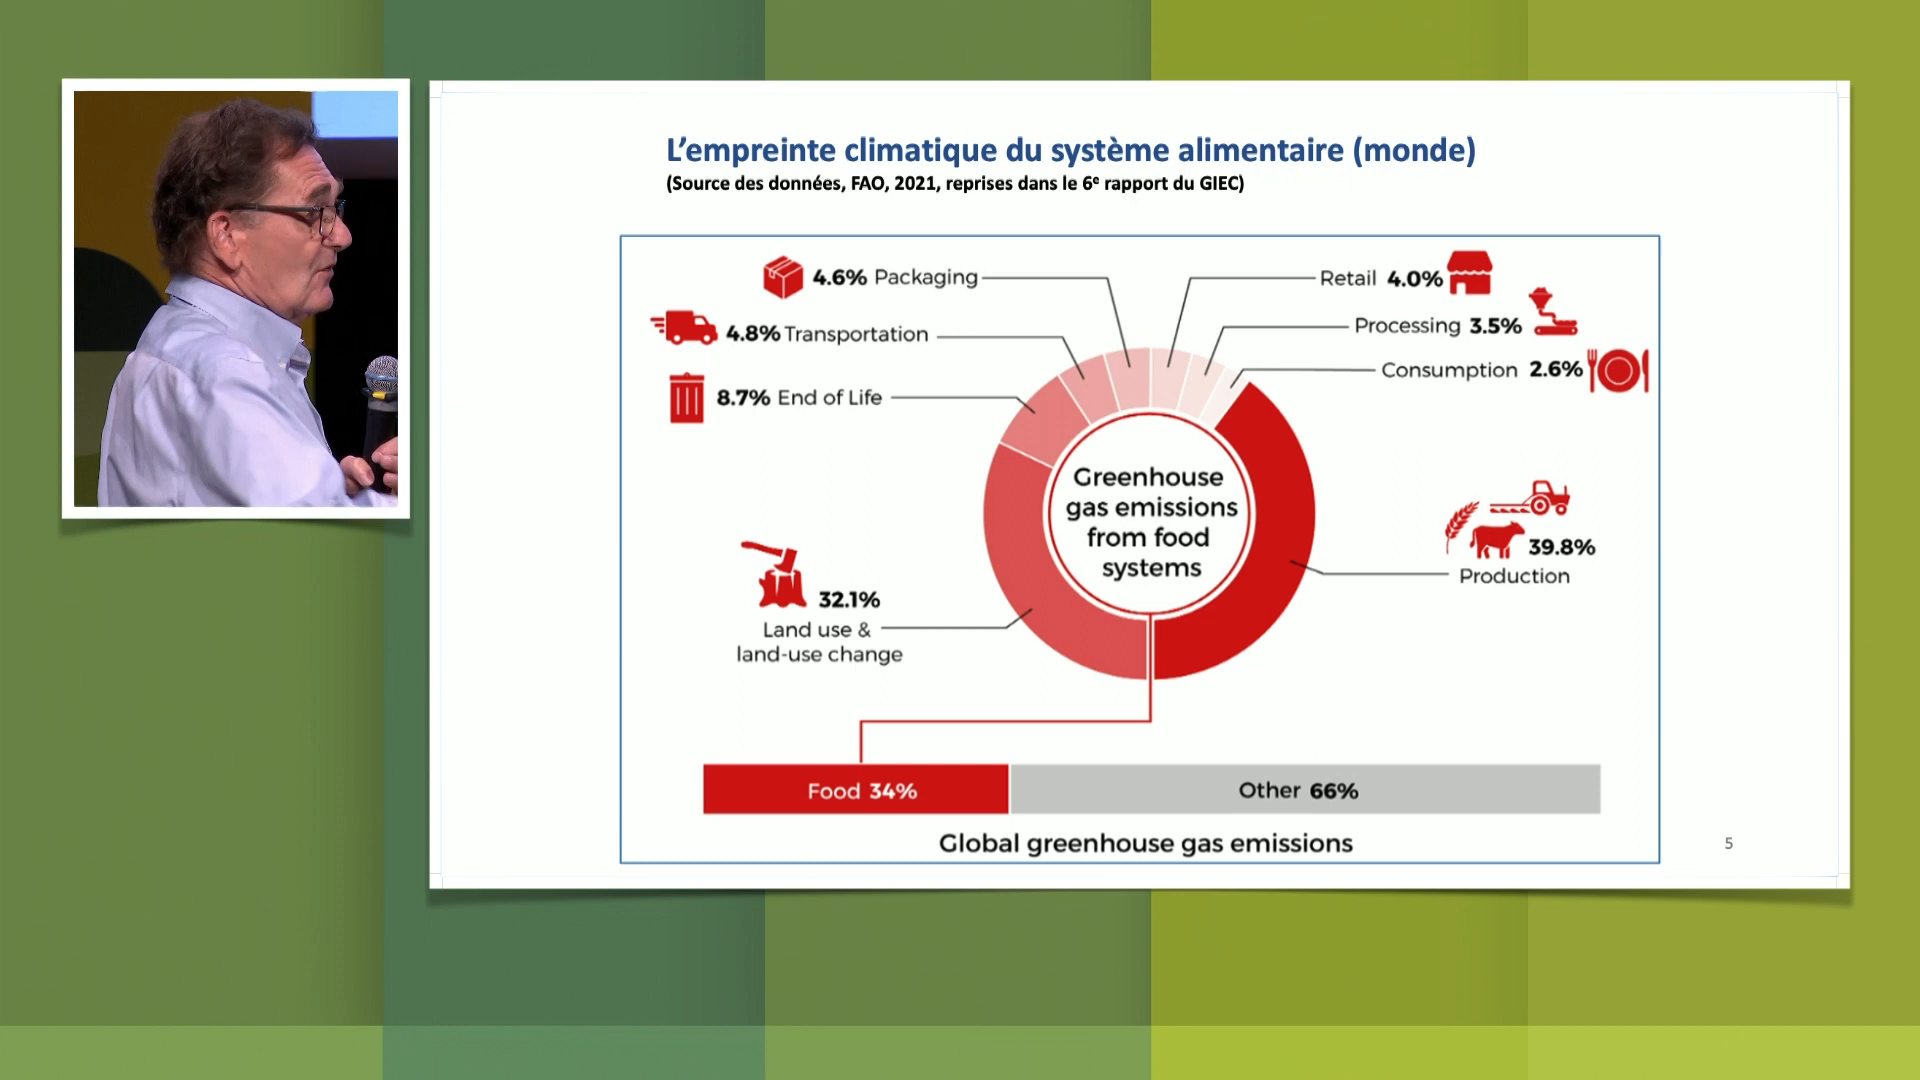 L’empreinte climatique du système alimentaire (monde)
(Source des données, FAO, 2021, reprises dans le 6e rapport du GIEC)
4.6% Packaging
Retail 4.0%
4.8% Transportation
Processing 3.5%
Consumption 2.6%
8.7% End of Life
Greenhouse
gas emissions
from food
systems
39.8%
Production
32.1%
Land use &
land-use change
Food 34%
Other 66%
Global greenhouse gas emissions
5